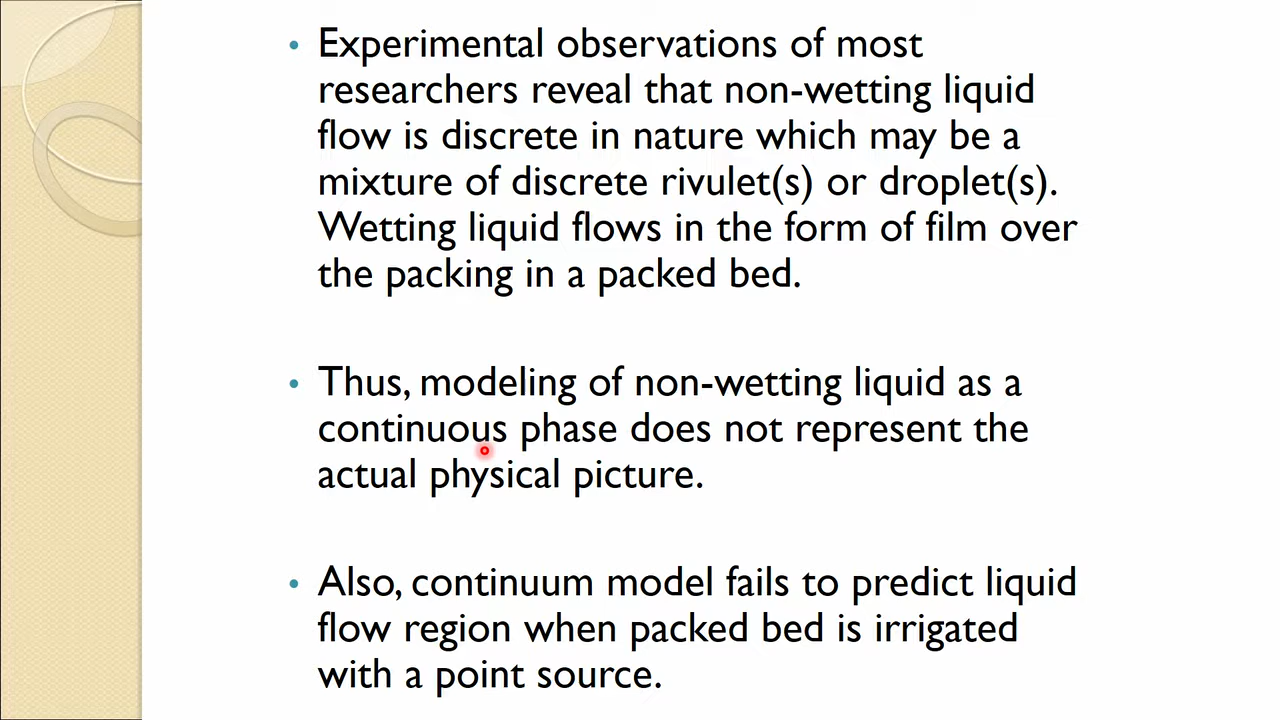 • Experimental observations of most
researchers reveal that non-wetting liquid
flow is discrete in nature which may be a
mixture of discrete rivulet(s) or droplet(s).
Wetting liquid flows in the form of film over
the packing in a packed bed.
• Thus, modeling of non-wetting liquid as a
continuous phase does not represent the
actual physical picture.
• Also, continuum model fails to predict liquid
flow region when packed bed is irrigated
with a point source.